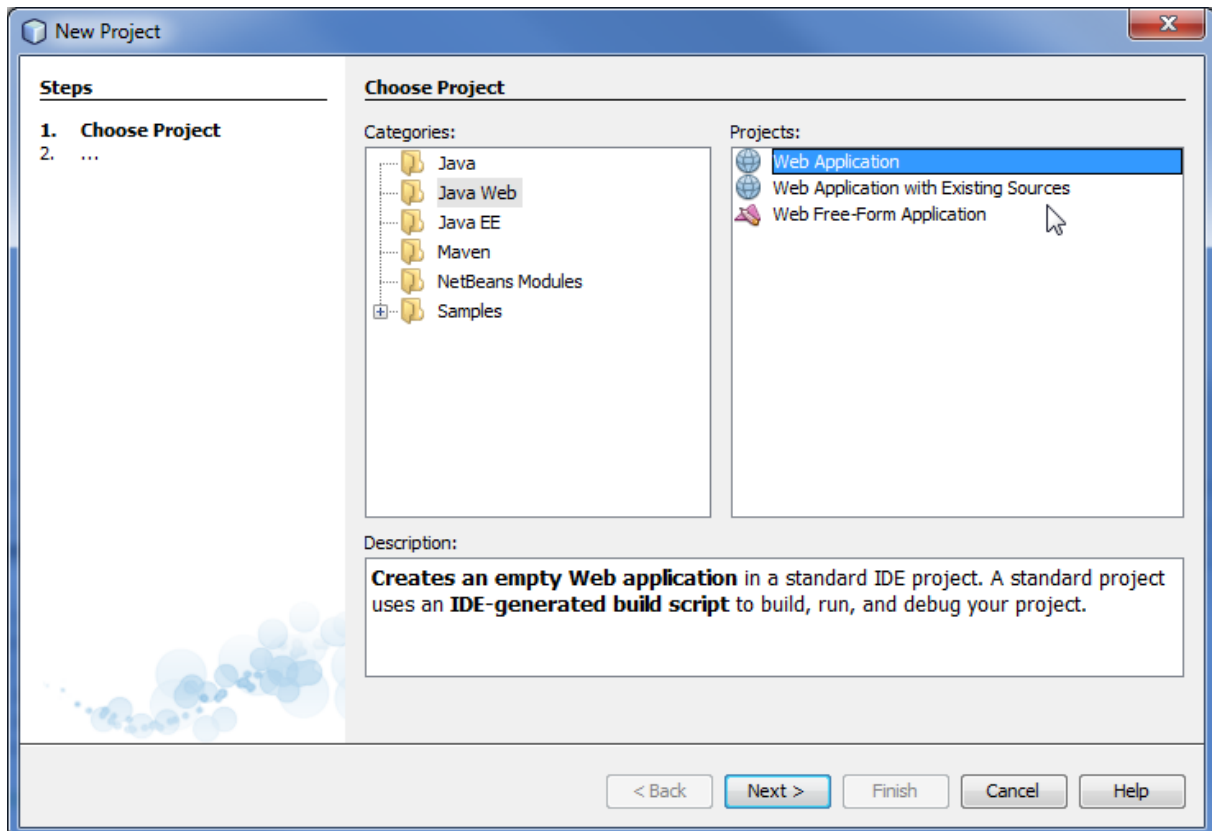 New Project
Steps
1. Choose Project
2. ...
Choose Project
Categories:
Java
Java Web
Java EE
Maven
NetBeans Modules
Samples
Projects:
Web Application
Web Application with Existing Sources
Web Free-Form Application
Description:
Creates an empty Web application in a standard IDE project. A standard project
uses an IDE-generated build script to build, run, and debug your project.
< Back Next > Finish Cancel Help